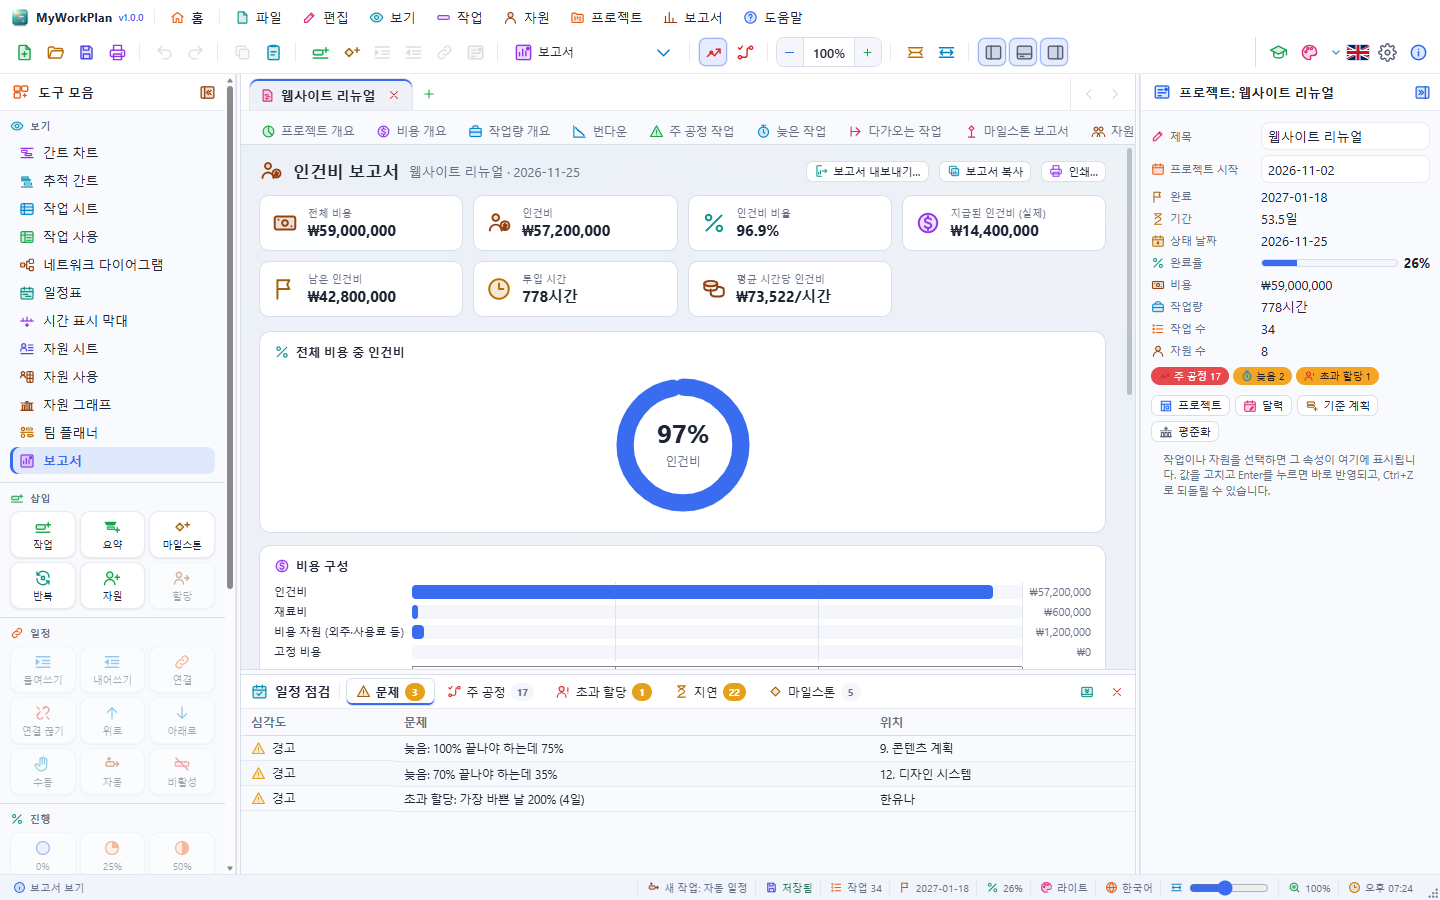 MyWorkPlan v1.0.0 홈 파일 편집 보기 작업 자원 프로젝트 보고서 도움말
보고서 100%
도구 모음
보기
간트 차트
추적 간트
작업 시트
작업 사용
네트워크 다이어그램
일정표
시간 표시 막대
자원 시트
자원 사용
자원 그래프
팀 플래너
보고서
삽입
작업 요약 마일스톤
반복 자원 할당
일정
들여쓰기 내어쓰기 연결
연결 끊기 위로 아래로
수동 자동 비활성
진행
0% 25% 50%
웹사이트 리뉴얼
프로젝트 개요 비용 개요 작업량 개요 번다운 주 공정 작업 늦은 작업 다가오는 작업 마일스톤 보고서 자원
인건비 보고서 웹사이트 리뉴얼 · 2026-11-25 보고서 내보내기... 보고서 복사 인쇄...
전체 비용
₩59,000,000
인건비
₩57,200,000
인건비 비율
96.9%
지급된 인건비 (실제)
₩14,400,000
남은 인건비
₩42,800,000
투입 시간
778시간
평균 시간당 인건비
₩73,522/시간
전체 비용 중 인건비
97%
인건비
비용 구성
인건비 ₩57,200,000
재료비 ₩600,000
비용 자원 (외주·사용료 등) ₩1,200,000
고정 비용 ₩0
일정 점검 문제 3 주 공정 17 초과 할당 1 지연 22 마일스톤 5
심각도 문제 위치
경고 늦음: 100% 끝나야 하는데 75% 9. 콘텐츠 계획
경고 늦음: 70% 끝나야 하는데 35% 12. 디자인 시스템
경고 초과 할당: 가장 바쁜 날 200% (4일) 한유나
프로젝트: 웹사이트 리뉴얼
제목 웹사이트 리뉴얼
프로젝트 시작 2026-11-02
완료 2027-01-18
기간 53.5일
상태 날짜 2026-11-25
완료율 26%
비용 ₩59,000,000
작업량 778시간
작업 수 34
자원 수 8
주 공정 17 늦음 2 초과 할당 1
프로젝트 달력 기준 계획
평준화
작업이나 자원을 선택하면 그 속성이 여기에 표시됩니
다. 값을 고치고 Enter를 누르면 바로 반영되고, Ctrl+Z
로 되돌릴 수 있습니다.
보고서 보기 새 작업: 자동 일정 저장됨 작업 34 2027-01-18 26% 라이트 한국어 100% 오후 07:24